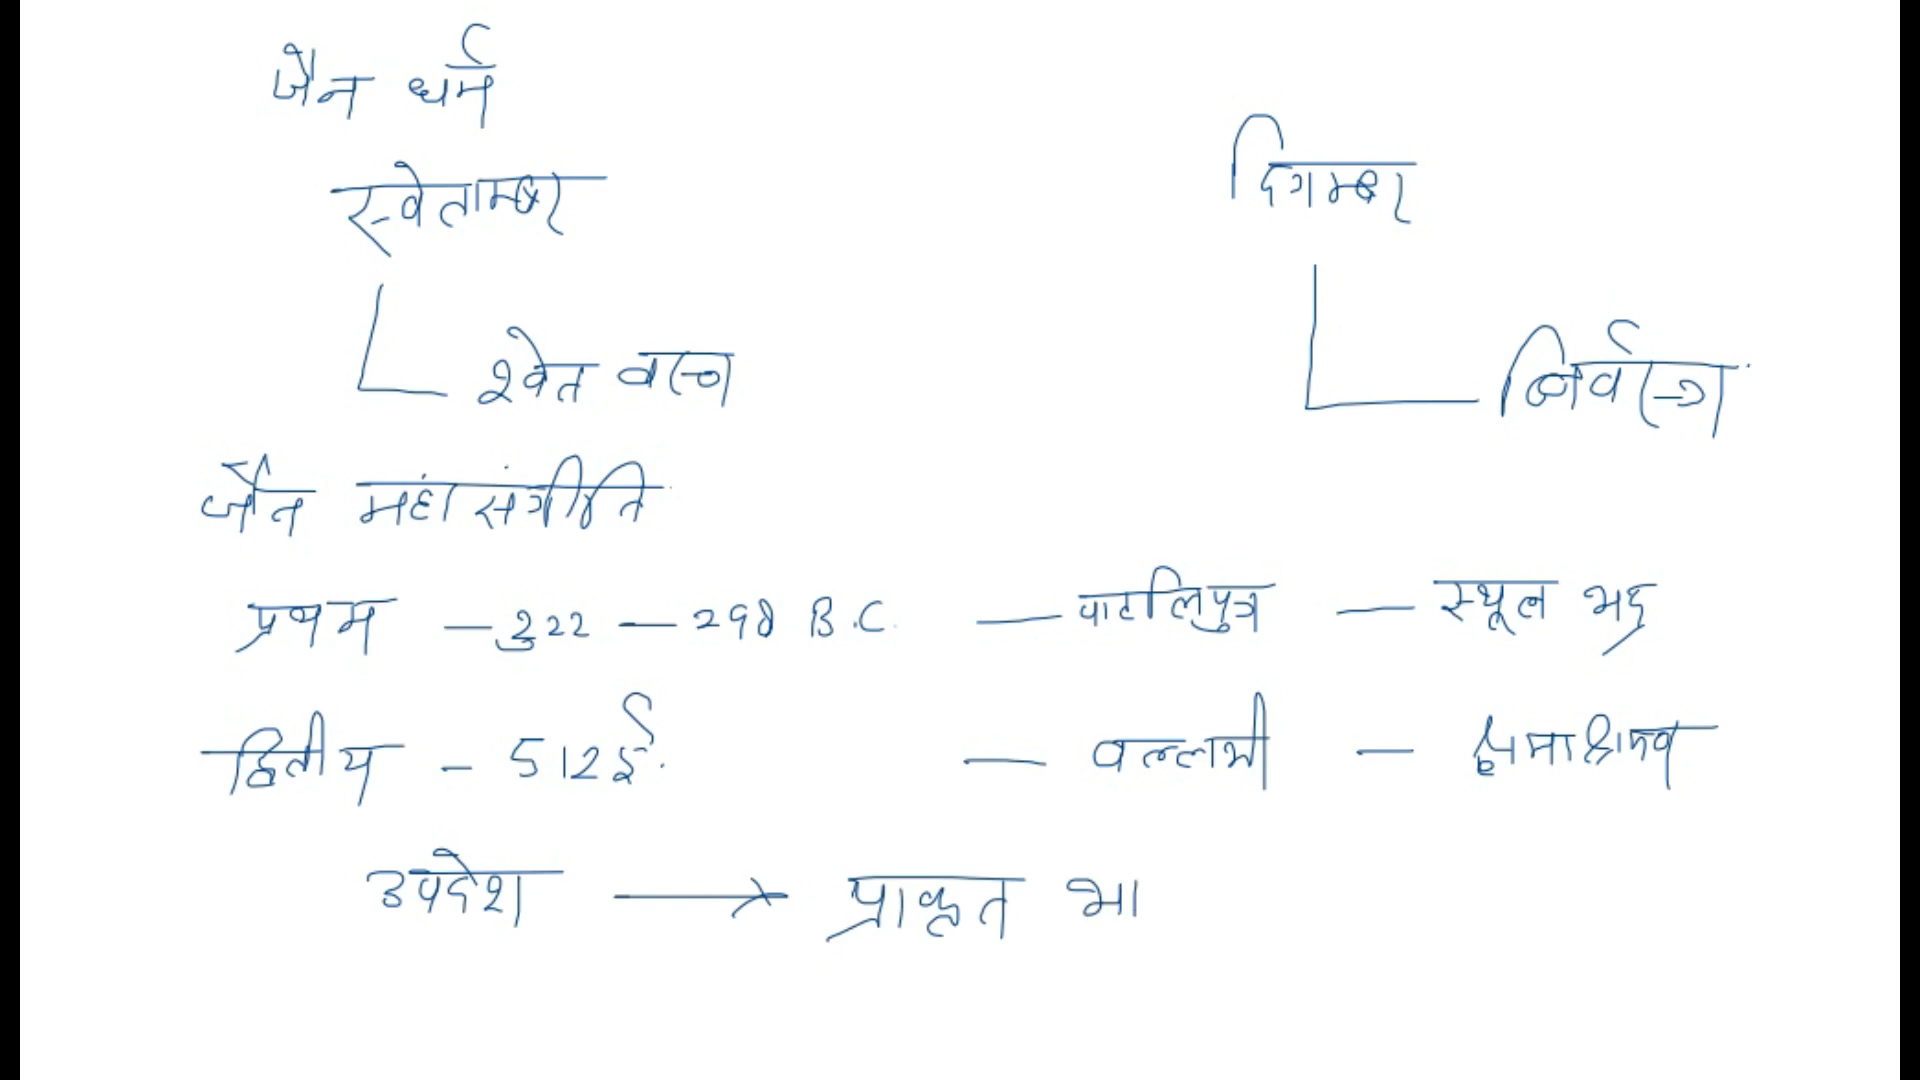 जैन धर्म
स्वेताम्बर दिगम्बर
श्वेत वस्त्र निर्वस्त्र
जैन महासंगीति
प्रथम — 322 — 298 B.C. — पाटलिपुत्र — स्थूल भद्र
द्वितीय - 512 ई. — वल्लभी — क्षमाश्रमण
उपदेश → प्राकृत भा